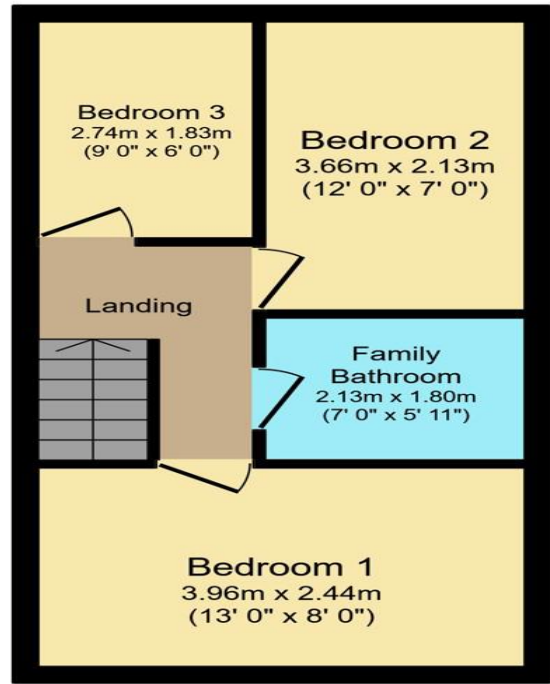 Bedroom 3
2.74m x 1.83m
(9' 0" x 6' 0")
Bedroom 2
3.66m x 2.13m
(12' 0" x 7' 0")
Landing
Family
Bathroom
2.13m x 1.80m
(7' 0" x 5' 11")
Bedroom 1
3.96m x 2.44m
(13' 0" x 8' 0")